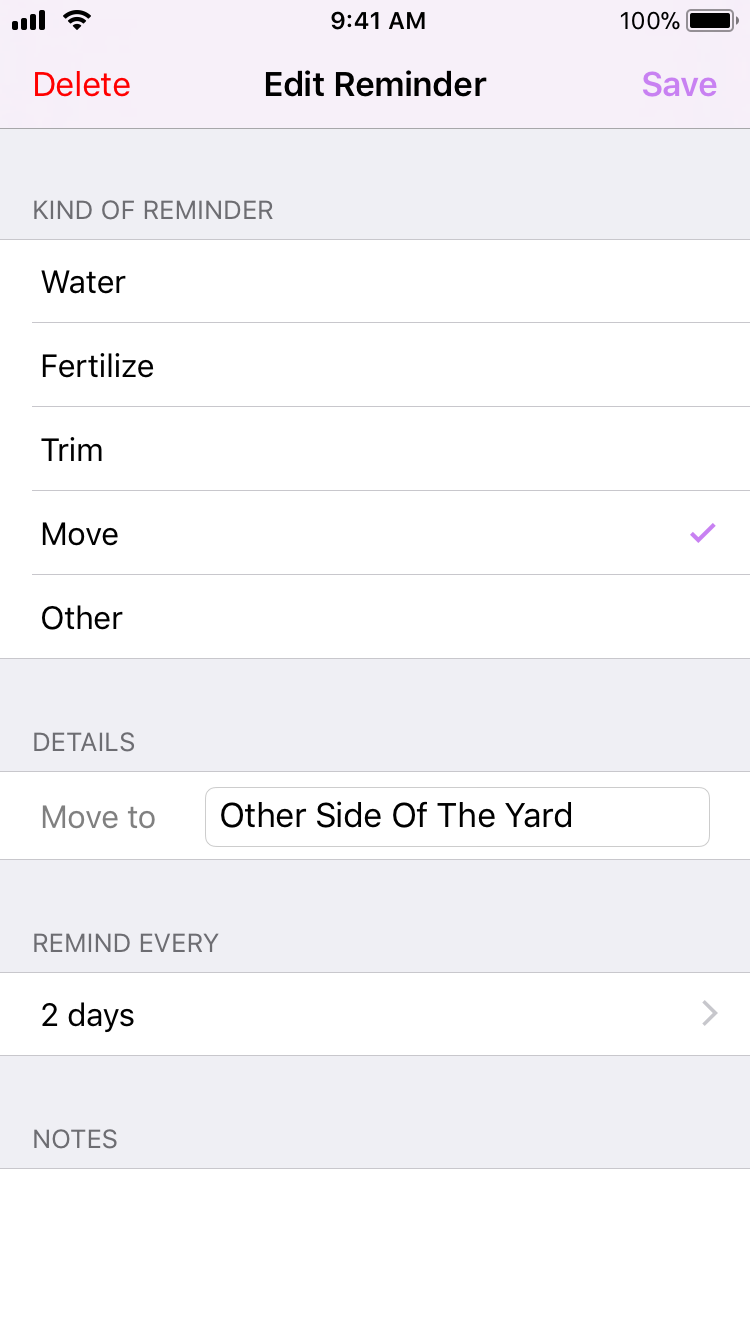 9:41 AM 100%
Delete Edit Reminder Save
KIND OF REMINDER
Water
Fertilize
Trim
Move
Other
DETAILS
Move to Other Side Of The Yard
REMIND EVERY
2 days
NOTES